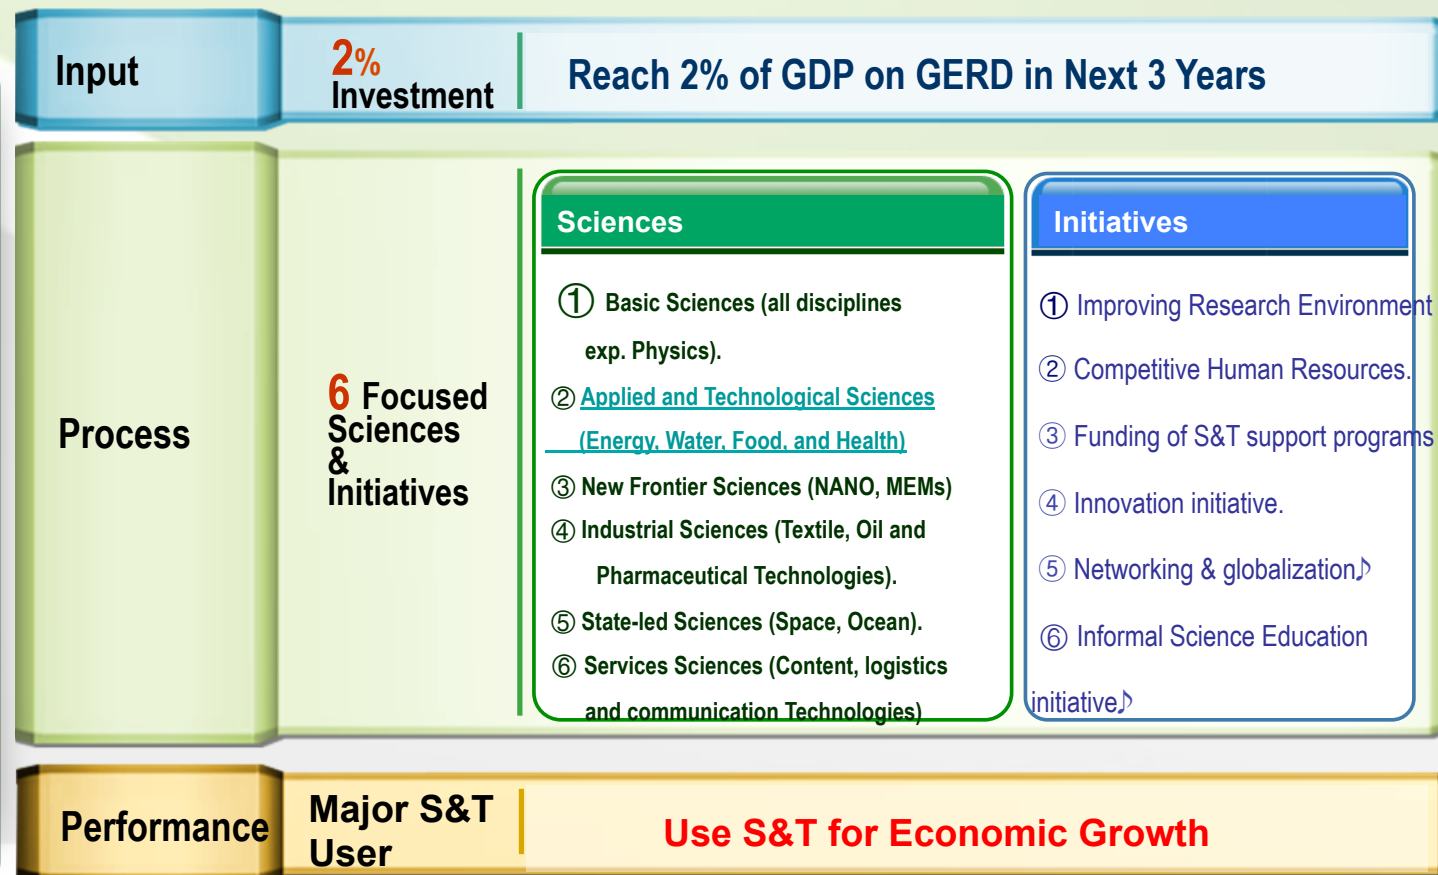 Input
2%
Investment
Reach 2% of GDP on GERD in Next 3 Years
Process
6 Focused
Sciences
&
Initiatives
Sciences
① Basic Sciences (all disciplines
exp. Physics).
② Applied and Technological Sciences
(Energy, Water, Food, and Health)
③ New Frontier Sciences (NANO, MEMs)
④ Industrial Sciences (Textile, Oil and
Pharmaceutical Technologies).
⑤ State-led Sciences (Space, Ocean).
⑥ Services Sciences (Content, logistics
and communication Technologies)
Initiatives
① Improving Research Environment
② Competitive Human Resources.
③ Funding of S&T support programs
④ Innovation initiative.
⑤ Networking & globalization♪
⑥ Informal Science Education
initiative♪
Performance
Major S&T
User
Use S&T for Economic Growth